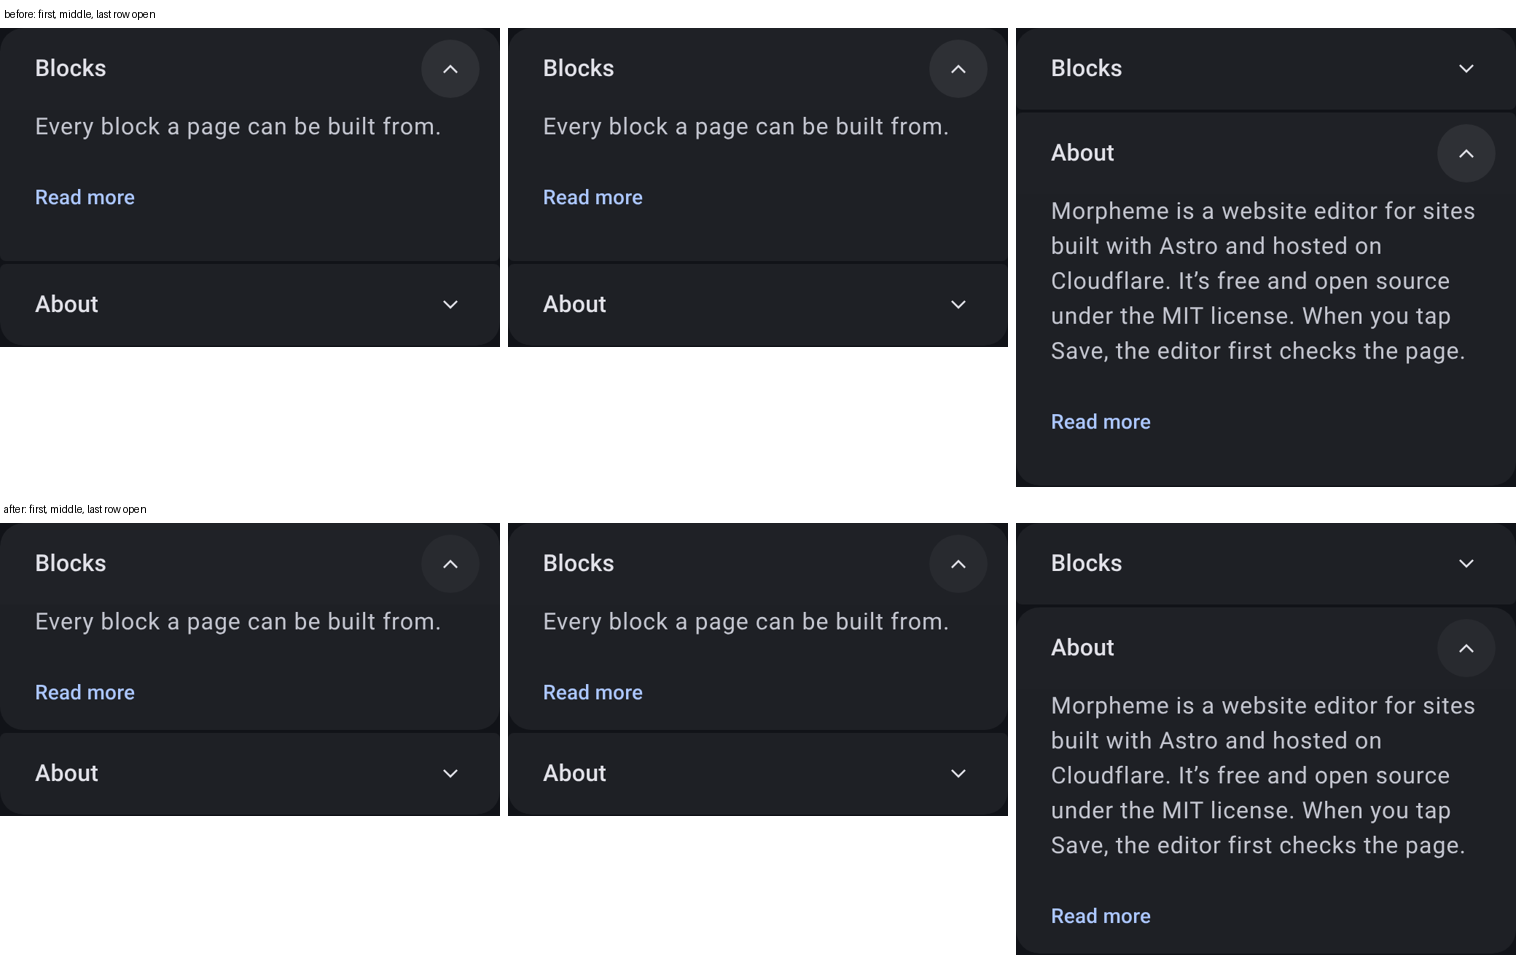 before: first, middle, last row open
Blocks
Every block a page can be built from.
Read more
About
Blocks
Every block a page can be built from.
Read more
About
Blocks
About
Morpheme is a website editor for sites
built with Astro and hosted on
Cloudflare. It’s free and open source
under the MIT license. When you tap
Save, the editor first checks the page.
Read more
after: first, middle, last row open
Blocks
Every block a page can be built from.
Read more
About
Blocks
Every block a page can be built from.
Read more
About
Blocks
About
Morpheme is a website editor for sites
built with Astro and hosted on
Cloudflare. It’s free and open source
under the MIT license. When you tap
Save, the editor first checks the page.
Read more